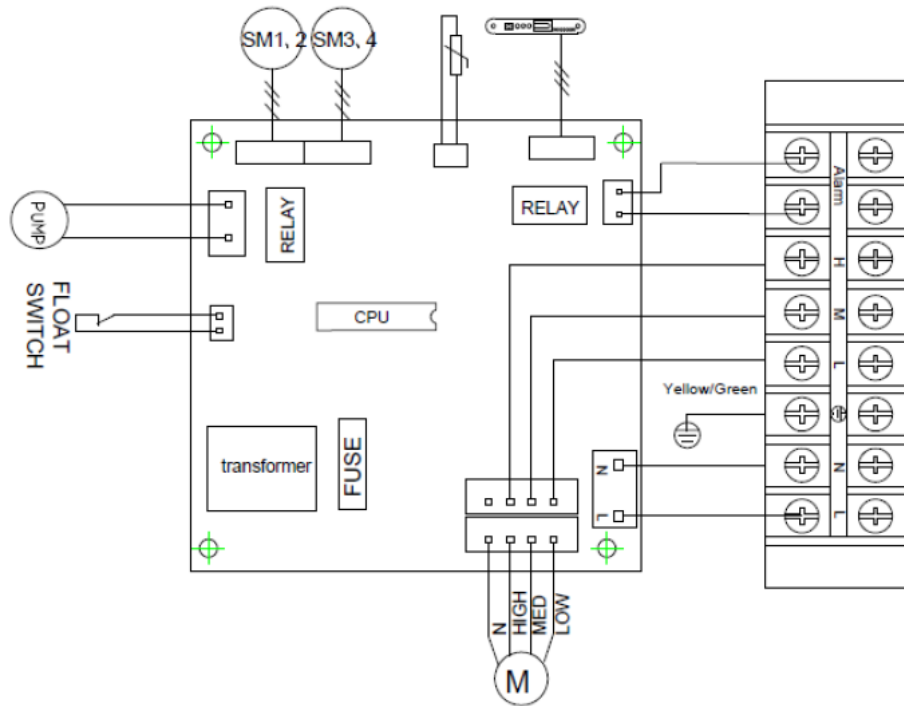 SM1、2
SM3、4
PUMP
RELAY
RELAY
Alarm
H
M
L
N
L
FLOAT
SWITCH
CPU
Yellow/Green
transformer
FUSE
N
L
N
HIGH
MED
LOW
M